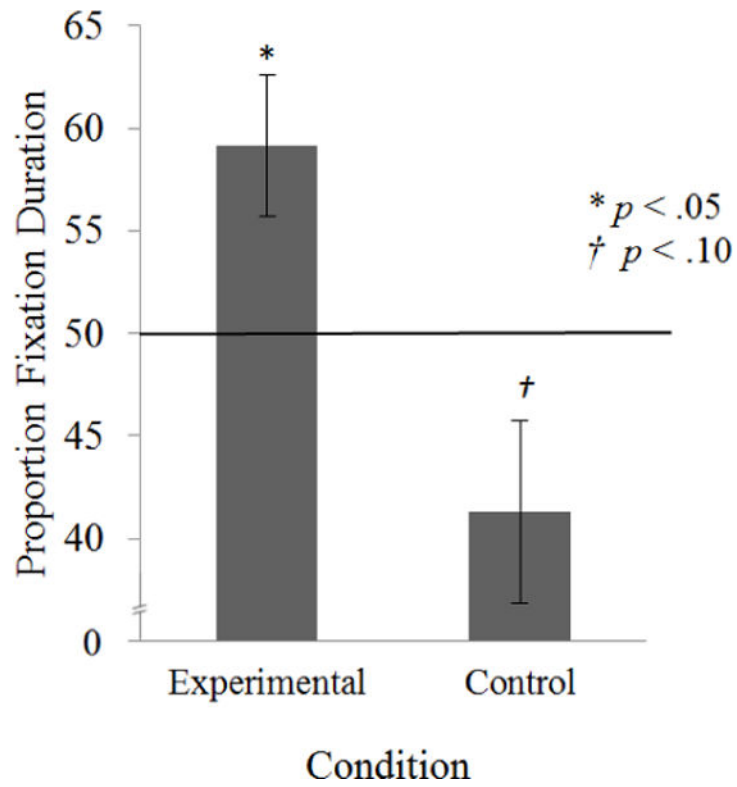 Proportion Fixation Duration
65
60
55
50
45
40
0
*
†
* p < .05
† p < .10
Experimental
Control
Condition